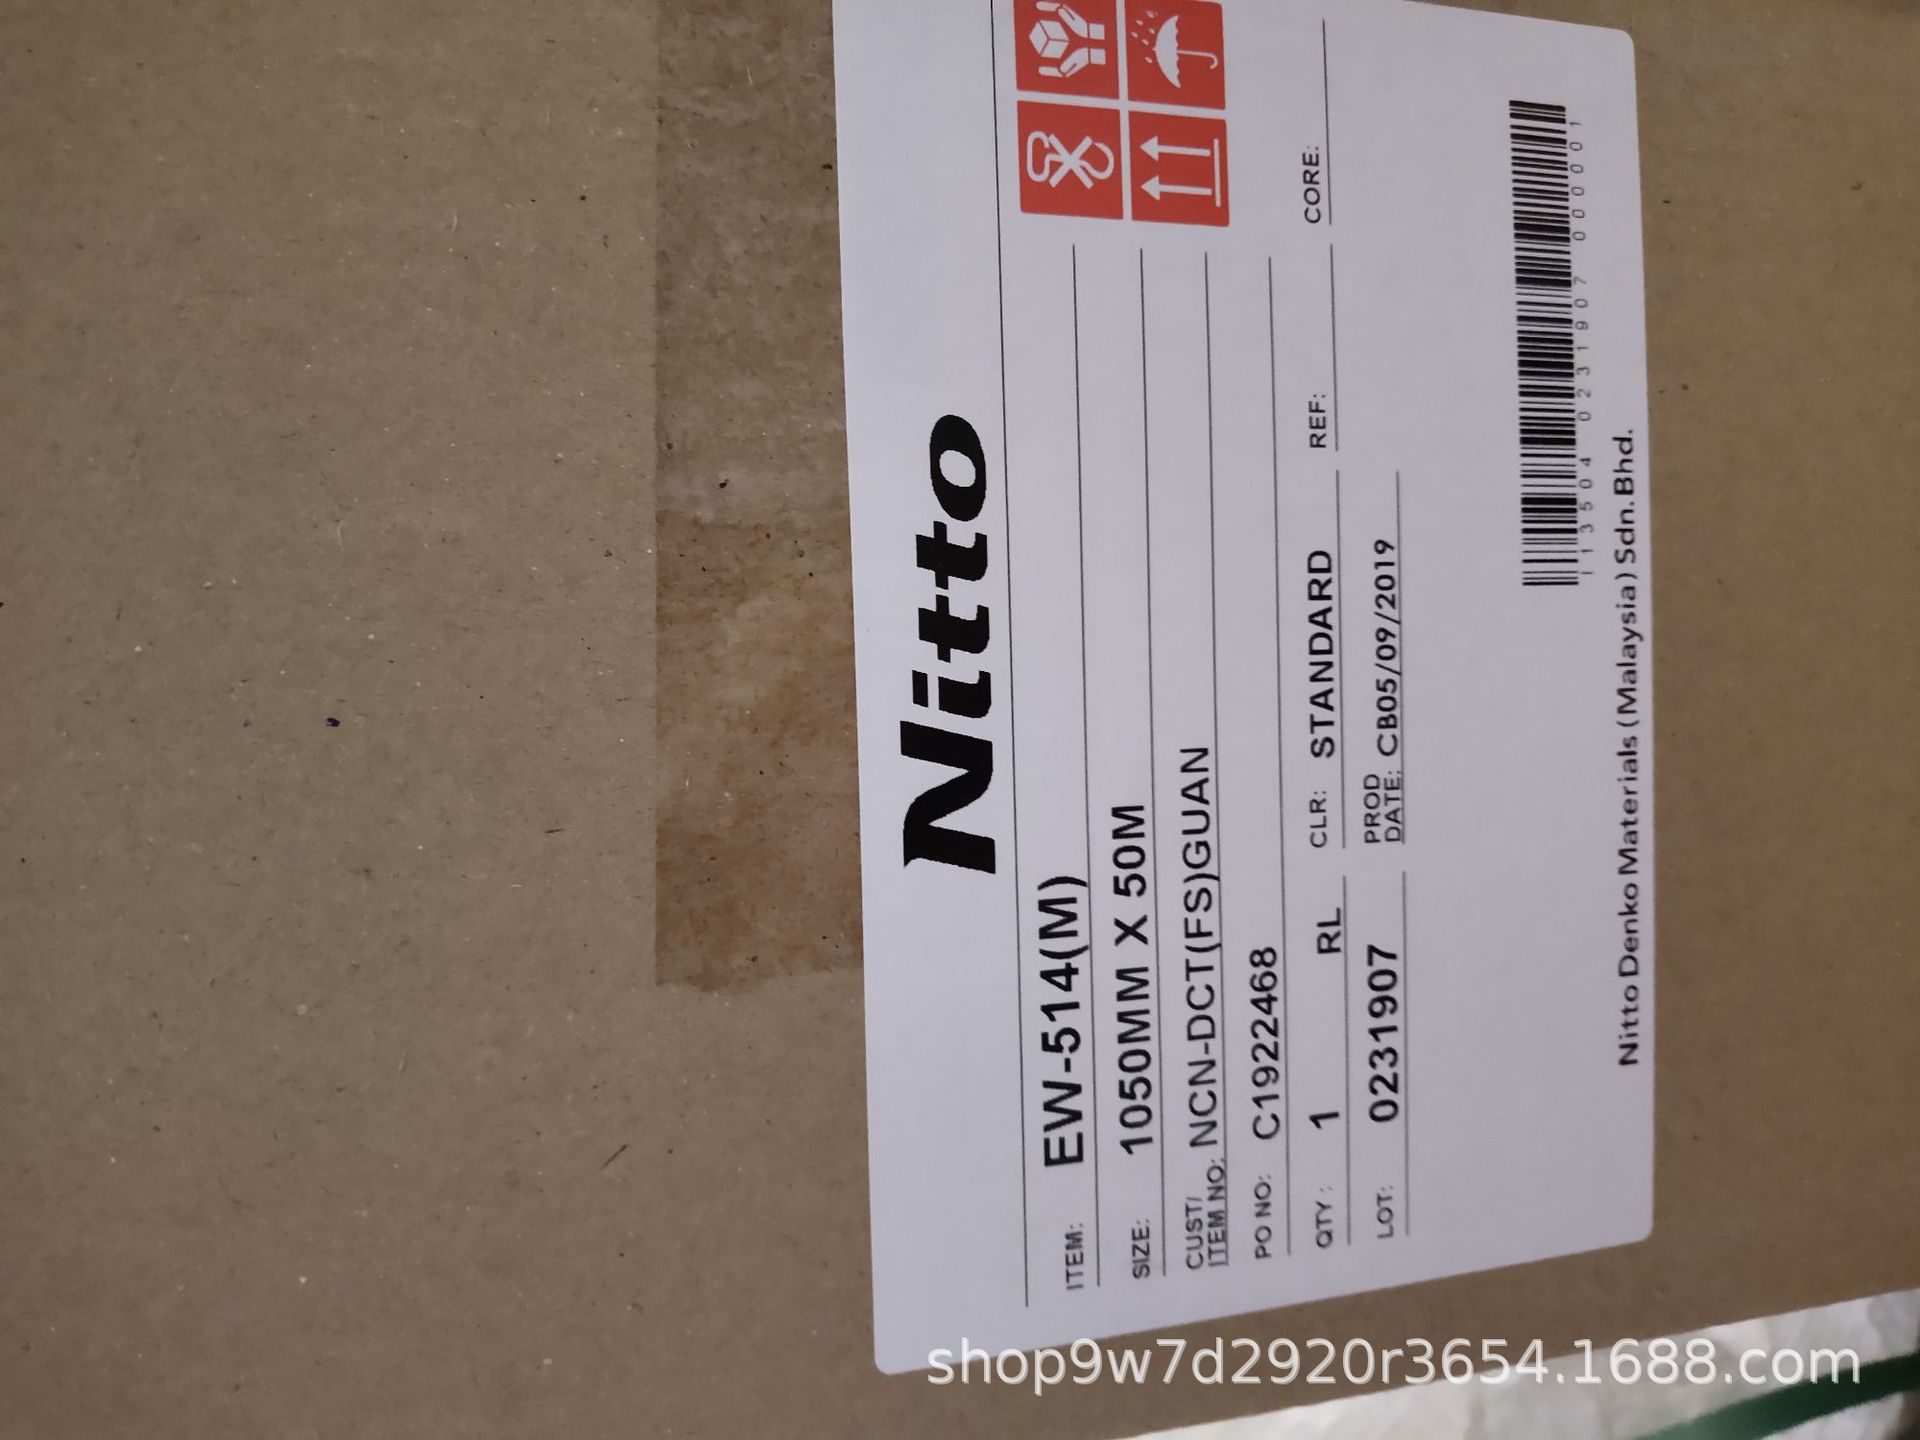 Nitto
ITEM: EW-514(M)
SIZE: 1050MM X 50M
CUST/
ITEM NO: NCN-DCT(FS)GUAN
PO NO: C1922468
QTY : 1 RL CLR: STANDARD REF: CORE:
LOT: 0231907 PROD DATE: CB05/09/2019
113504 0231907 00001
Nitto Denko Materials (Malaysia) Sdn.Bhd.
shop9w7d2920r3654.1688.com